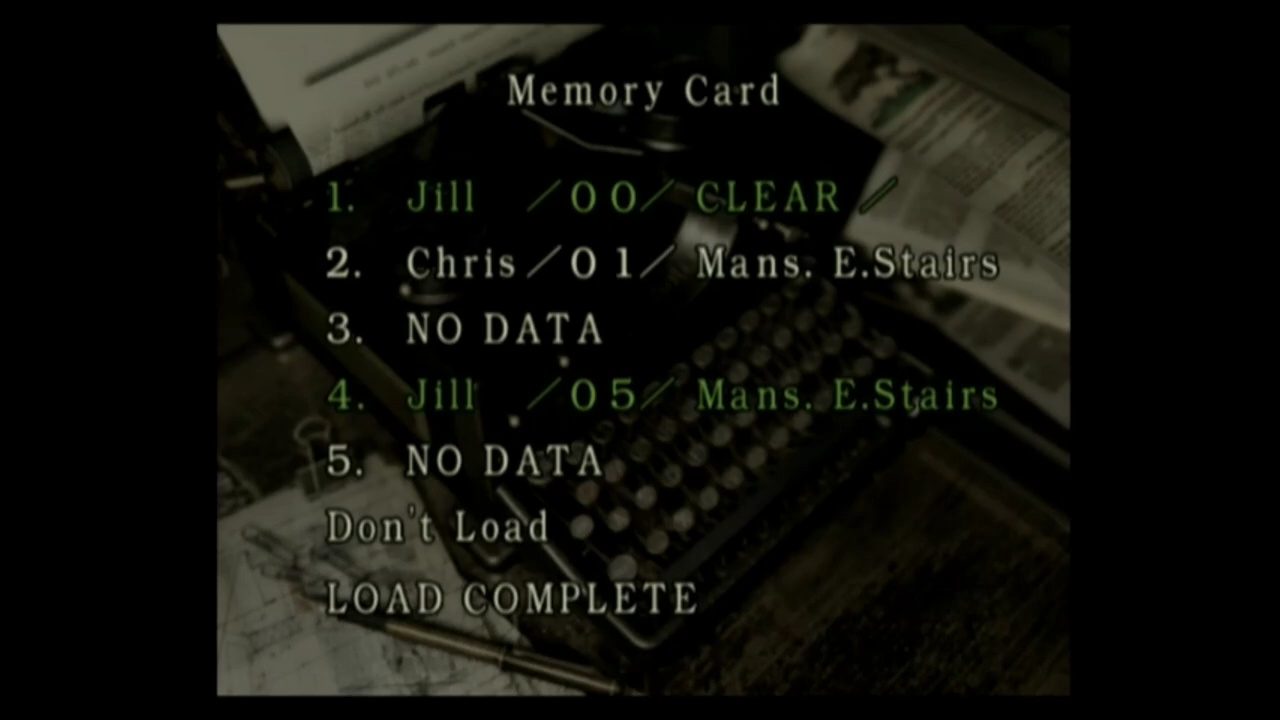 Memory Card
1. Jill /00/ CLEAR /
2. Chris/01/ Mans. E.Stairs
3. NO DATA
4. Jill /05/ Mans. E.Stairs
5. NO DATA
Don't Load
LOAD COMPLETE